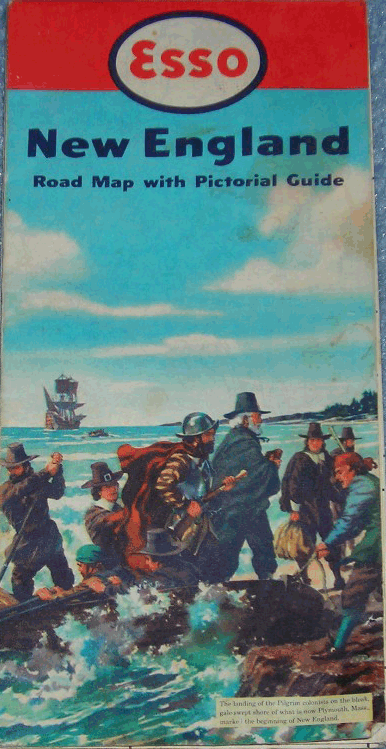 Esso
New England
Road Map with Pictorial Guide
The landing of the Pilgrim colonists on the bleak,
gale-swept shore of what is now Plymouth, Mass.,
marked the beginning of New England.